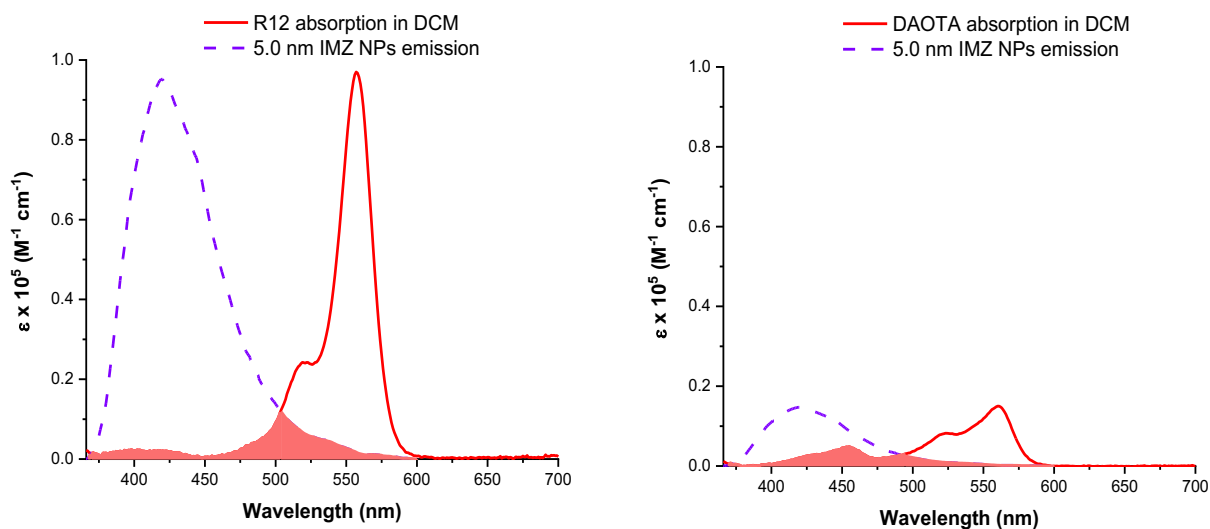 R12 absorption in DCM
5.0 nm IMZ NPs emission
1.0
0.8
0.6
0.4
0.2
0.0
ε x 10⁵ (M⁻¹ cm⁻¹)
400 450 500 550 600 650 700
Wavelength (nm)
DAOTA absorption in DCM
5.0 nm IMZ NPs emission
1.0
0.8
0.6
0.4
0.2
0.0
ε x 10⁵ (M⁻¹ cm⁻¹)
400 450 500 550 600 650 700
Wavelength (nm)